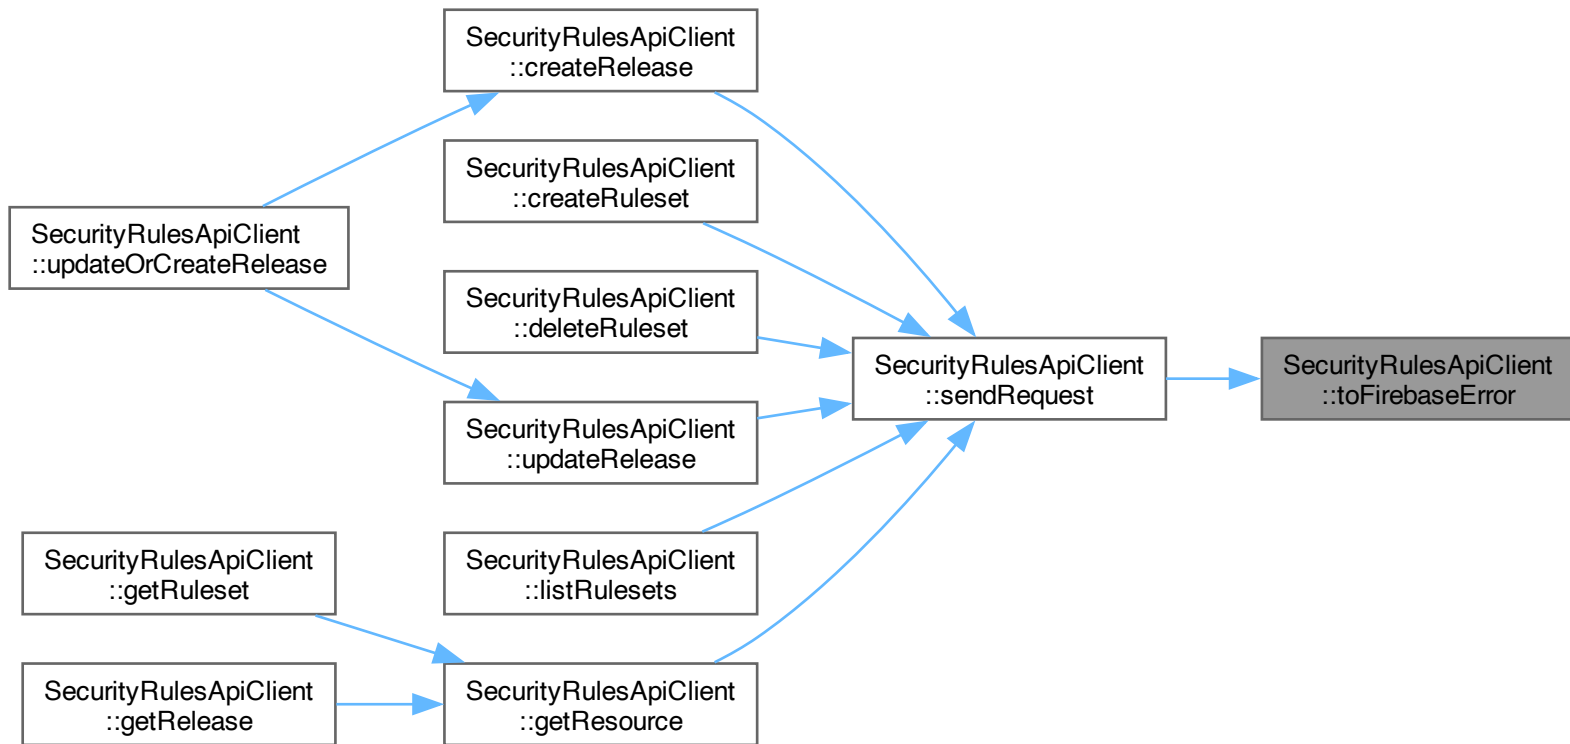 SecurityRulesApiClient
::createRelease
SecurityRulesApiClient
::createRuleset
SecurityRulesApiClient
::updateOrCreateRelease
SecurityRulesApiClient
::deleteRuleset
SecurityRulesApiClient
::sendRequest
SecurityRulesApiClient
::toFirebaseError
SecurityRulesApiClient
::updateRelease
SecurityRulesApiClient
::getRuleset
SecurityRulesApiClient
::listRulesets
SecurityRulesApiClient
::getRelease
SecurityRulesApiClient
::getResource